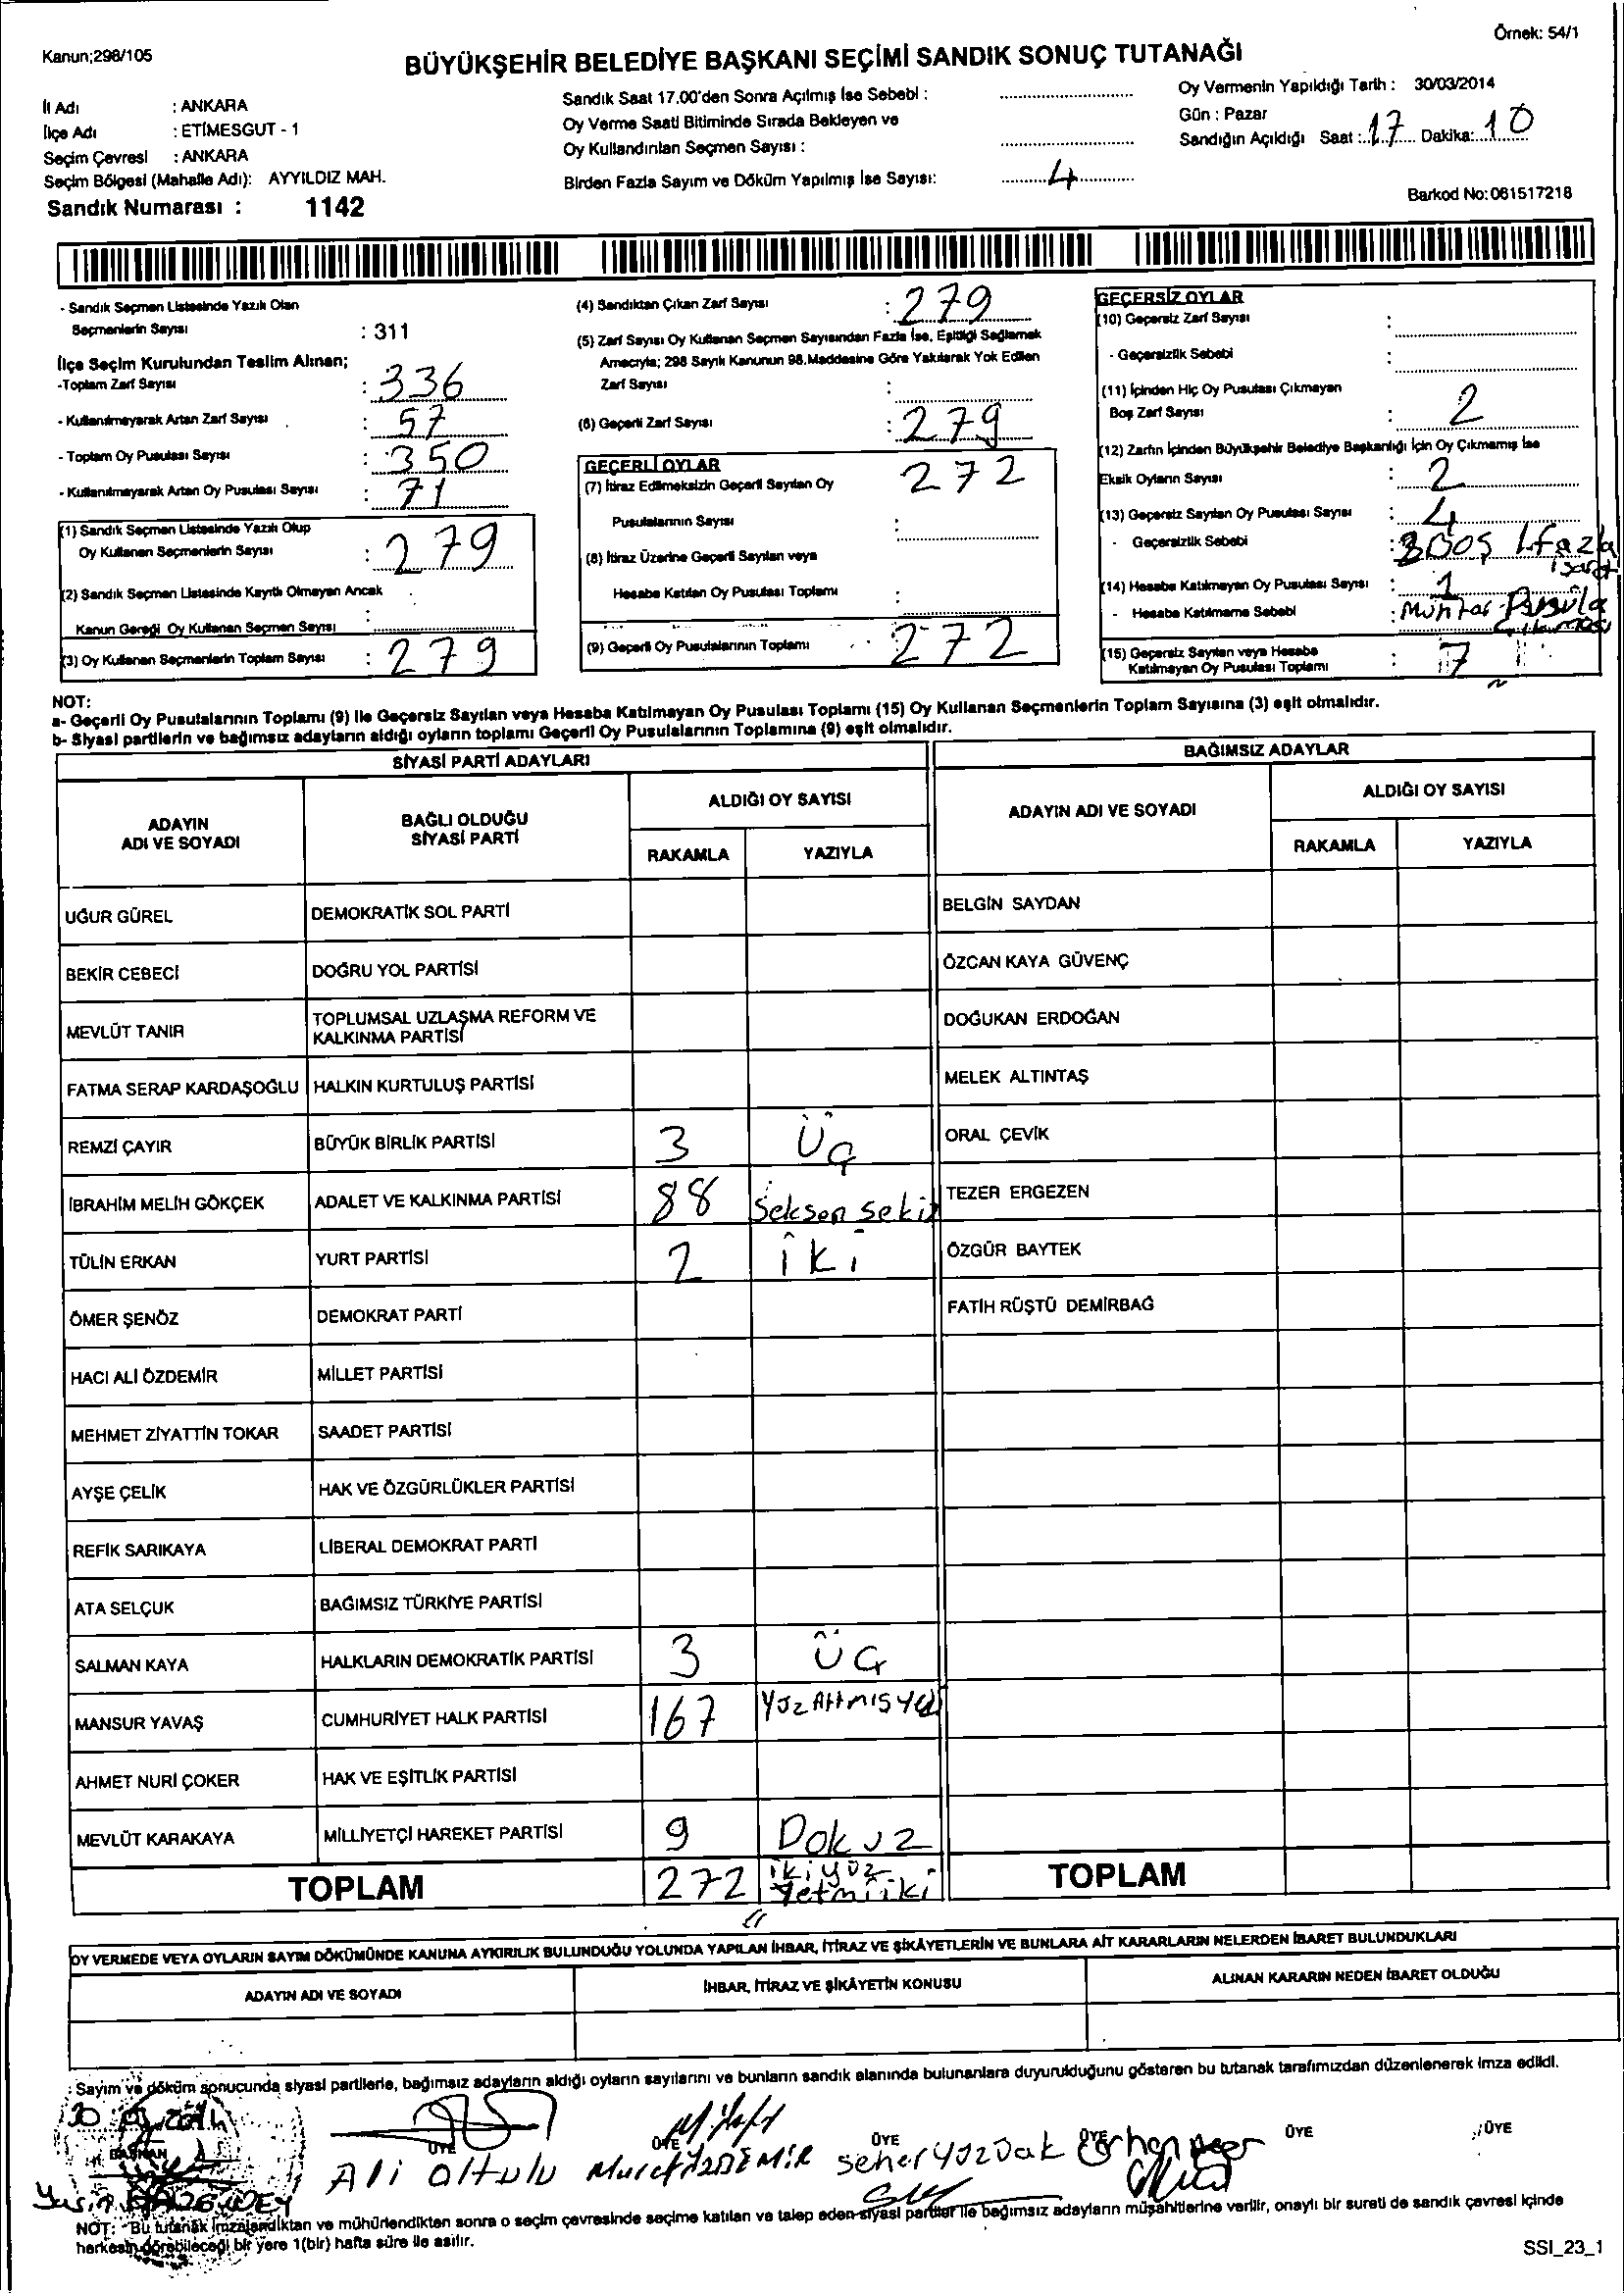 Örnek: 54/1
Kanun;298/105
BÜYÜKŞEHİR BELEDİYE BAŞKANI SEÇİMİ SANDIK SONUÇ TUTANAĞI
İl Adı : ANKARA
İlçe Adı : ETİMESGUT - 1
Seçim Çevresi : ANKARA
Seçim Bölgesi (Mahalle Adı): AYYILDIZ MAH.
Sandık Numarası : 1142
Sandık Saat 17.00'den Sonra Açılmış İse Sebebi :
Oy Verme Saati Bitiminde Sırada Bekleyen ve
Oy Kullandırılan Seçmen Sayısı :
Birden Fazla Sayım ve Döküm Yapılmış İse Sayısı: 4
Oy Vermenin Yapıldığı Tarih : 30/03/2014
Gün : Pazar
Sandığın Açıldığı Saat : 17 Dakika: 10
Barkod No:061517218
- Sandık Seçmen Listesinde Yazılı Olan
Seçmenlerin Sayısı : 311
İlçe Seçim Kurulundan Teslim Alınan;
-Toplam Zarf Sayısı : 336
- Kullanılmayarak Artan Zarf Sayısı : 57
- Toplam Oy Pusulası Sayısı : 350
- Kullanılmayarak Artan Oy Pusulası Sayısı : 71
(1) Sandık Seçmen Listesinde Yazılı Olup
Oy Kullanan Seçmenlerin Sayısı : 279
(2) Sandık Seçmen Listesinde Kayıtlı Olmayan Ancak
Kanun Gereği Oy Kullanan Seçmen Sayısı :
(3) Oy Kullanan Seçmenlerin Toplam Sayısı : 279
(4) Sandıktan Çıkan Zarf Sayısı : 279
(5) Zarf Sayısı Oy Kullanan Seçmen Sayısından Fazla İse, Eşitliği Sağlamak
Amacıyla; 298 Sayılı Kanunun 98.Maddesine Göre Yakılarak Yok Edilen
Zarf Sayısı :
(6) Geçerli Zarf Sayısı : 279
GEÇERLİ OYLAR
(7) İtiraz Edilmeksizin Geçerli Sayılan Oy 272
Pusulalarının Sayısı :
(8) İtiraz Üzerine Geçerli Sayılan veya
Hesaba Katılan Oy Pusulası Toplamı :
(9) Geçerli Oy Pusulalarının Toplamı : 272
GEÇERSİZ OYLAR
(10) Geçersiz Zarf Sayısı :
- Geçersizlik Sebebi :
(11) İçinden Hiç Oy Pusulası Çıkmayan
Boş Zarf Sayısı : 2
(12) Zarfın İçinden Büyükşehir Belediye Başkanlığı İçin Oy Çıkmamış İse
Eksik Oyların Sayısı : 2
(13) Geçersiz Sayılan Oy Pusulası Sayısı : 4
- Geçersizlik Sebebi : 3 Boş 1 fazla
işaret
(14) Hesaba Katılmayan Oy Pusulası Sayısı : 1
- Hesaba Katılmama Sebebi : Muhtar Pusula
Çıkması
(15) Geçersiz Sayılan veya Hesaba
Katılmayan Oy Pusulası Toplamı : 7
NOT:
a- Geçerli Oy Pusulalarının Toplamı (9) ile Geçersiz Sayılan veya Hesaba Katılmayan Oy Pusulası Toplamı (15) Oy Kullanan Seçmenlerin Toplam Sayısına (3) eşit olmalıdır.
b- Siyasi partilerin ve bağımsız adayların aldığı oyların toplamı Geçerli Oy Pusulalarının Toplamına (9) eşit olmalıdır.
SİYASİ PARTİ ADAYLARI
BAĞIMSIZ ADAYLAR
ADAYIN
ADI VE SOYADI
BAĞLI OLDUĞU
SİYASİ PARTİ
ALDIĞI OY SAYISI
RAKAMLA YAZIYLA
ADAYIN ADI VE SOYADI
ALDIĞI OY SAYISI
RAKAMLA YAZIYLA
UĞUR GÜREL DEMOKRATİK SOL PARTİ BELGİN SAYDAN
BEKİR CEBECİ DOĞRU YOL PARTİSİ ÖZCAN KAYA GÜVENÇ
MEVLÜT TANIR TOPLUMSAL UZLAŞMA REFORM VE
KALKINMA PARTİSİ DOĞUKAN ERDOĞAN
FATMA SERAP KARDAŞOĞLU HALKIN KURTULUŞ PARTİSİ MELEK ALTINTAŞ
REMZİ ÇAYIR BÜYÜK BİRLİK PARTİSİ 3 Üç ORAL ÇEVİK
İBRAHİM MELİH GÖKÇEK ADALET VE KALKINMA PARTİSİ 88 Seksen sekiz TEZER ERGEZEN
TÜLİN ERKAN YURT PARTİSİ 2 iki ÖZGÜR BAYTEK
ÖMER ŞENÖZ DEMOKRAT PARTİ FATİH RÜŞTÜ DEMİRBAĞ
HACI ALİ ÖZDEMİR MİLLET PARTİSİ
MEHMET ZİYATTİN TOKAR SAADET PARTİSİ
AYŞE ÇELİK HAK VE ÖZGÜRLÜKLER PARTİSİ
REFİK SARIKAYA LİBERAL DEMOKRAT PARTİ
ATA SELÇUK BAĞIMSIZ TÜRKİYE PARTİSİ
SALMAN KAYA HALKLARIN DEMOKRATİK PARTİSİ 3 Üç
MANSUR YAVAŞ CUMHURİYET HALK PARTİSİ 167 YüzAtmışyedi
AHMET NURİ ÇOKER HAK VE EŞİTLİK PARTİSİ
MEVLÜT KARAKAYA MİLLİYETÇİ HAREKET PARTİSİ 9 Dokuz
TOPLAM 272 ikiyüz
Yetmiiki TOPLAM
OY VERMEDE VEYA OYLARIN SAYIM DÖKÜMÜNDE KANUNA AYKIRILIK BULUNDUĞU YOLUNDA YAPILAN İHBAR, İTİRAZ VE ŞİKÂYETLERİN VE BUNLARA AİT KARARLARIN NELERDEN İBARET BULUNDUKLARI
ADAYIN ADI VE SOYADI İHBAR, İTİRAZ VE ŞİKÂYETİN KONUSU ALINAN KARARIN NEDEN İBARET OLDUĞU
Sayım ve döküm sonucunda siyasi partilerle, bağımsız adayların aldığı oyların sayılarını ve bunların sandık alanında bulunanlara duyurulduğunu gösteren bu tutanak tarafımızdan düzenlenerek imza edildi.
BAŞKAN ÜYE ÜYE ÜYE ÜYE ÜYE ÜYE
Yasin Ali Altulu Murat ÖZDEMİR Seher Yüzüak Orhan
NOT: Bu tutanak imzalandıktan ve mühürlendikten sonra o seçim çevresinde seçime katılan ve talep eden siyasi partiler ile bağımsız adayların müşahitlerine verilir, onaylı bir sureti de sandık çevresi içinde
herkesin görebileceği bir yere 1(bir) hafta süre ile asılır.
SSI_23_1